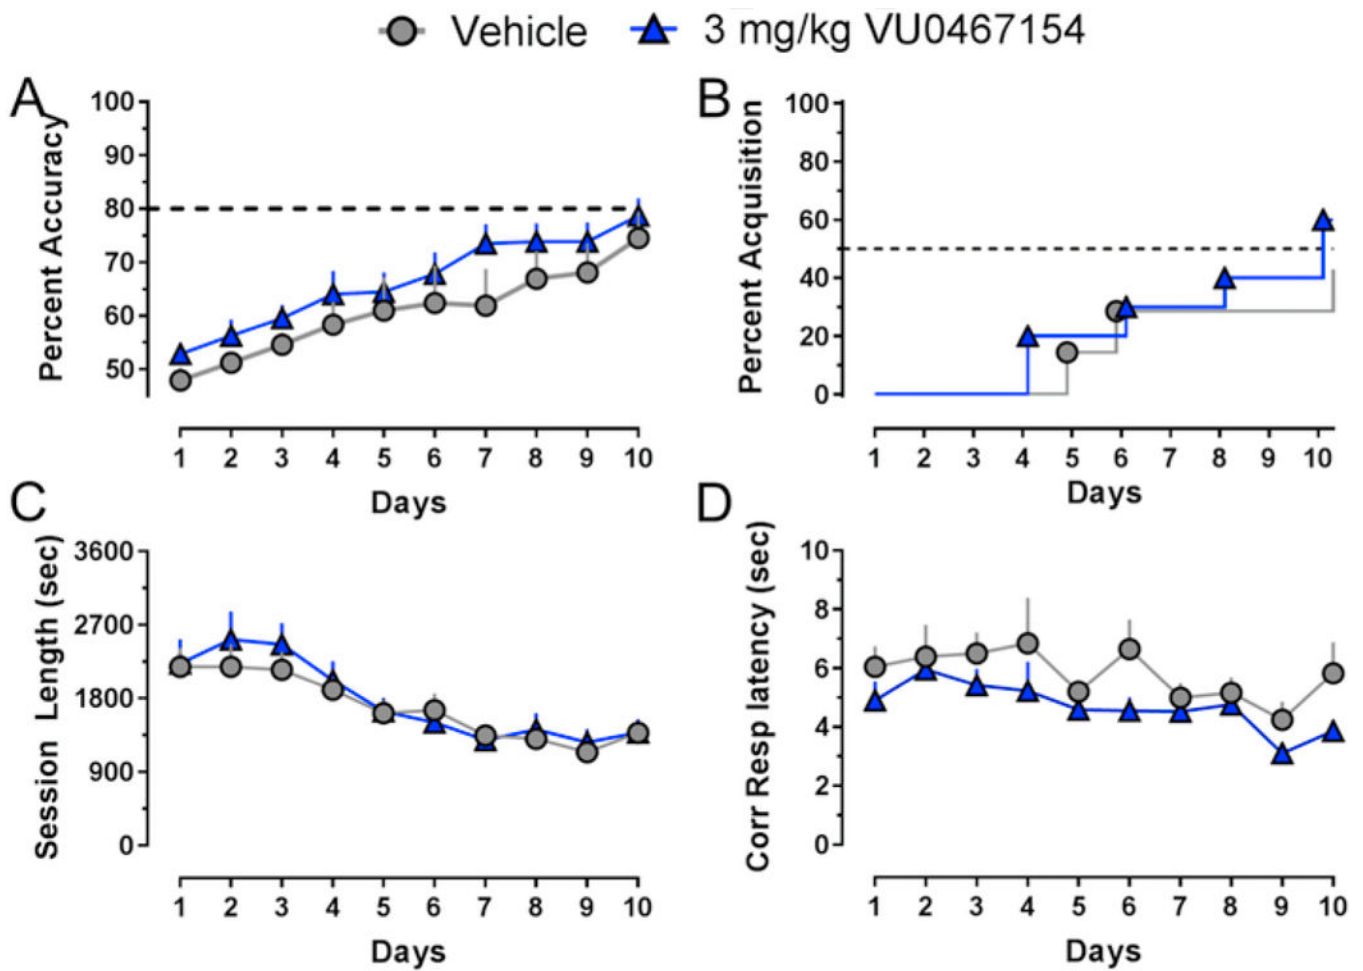 Vehicle 3 mg/kg VU0467154
A
Percent Accuracy
100
90
80
70
60
50
1 2 3 4 5 6 7 8 9 10
Days
B
Percent Acquisition
100
80
60
40
20
0
1 2 3 4 5 6 7 8 9 10
Days
C
Session Length (sec)
3600
2700
1800
900
0
1 2 3 4 5 6 7 8 9 10
Days
D
Corr Resp latency (sec)
10
8
6
4
2
0
1 2 3 4 5 6 7 8 9 10
Days